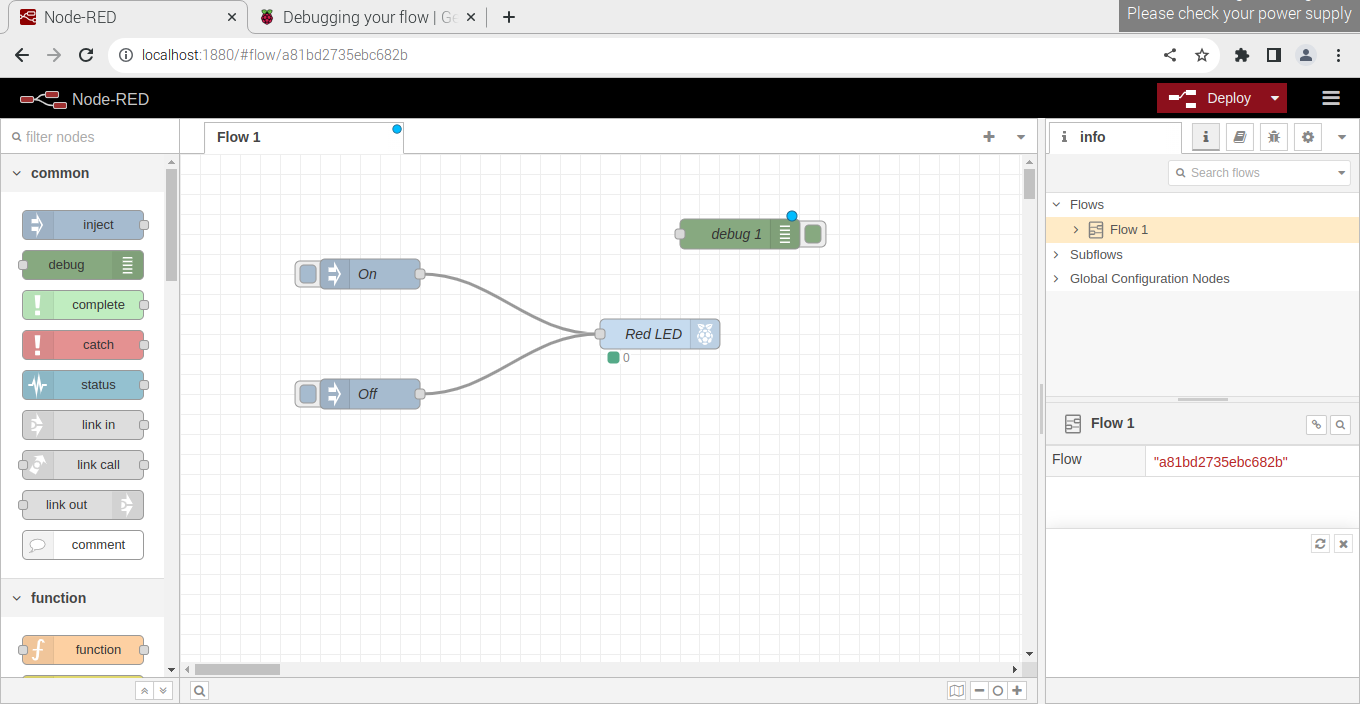 Node-RED
Debugging your flow | Ge
Please check your power supply
localhost:1880/#flow/a81bd2735ebc682b
Node-RED
Deploy
filter nodes
Flow 1
info
common
Search flows
inject
debug
complete
catch
status
link in
link call
link out
comment
function
function
On
Off
debug 1
Red LED
0
Flows
Flow 1
Subflows
Global Configuration Nodes
Flow 1
Flow
"a81bd2735ebc682b"